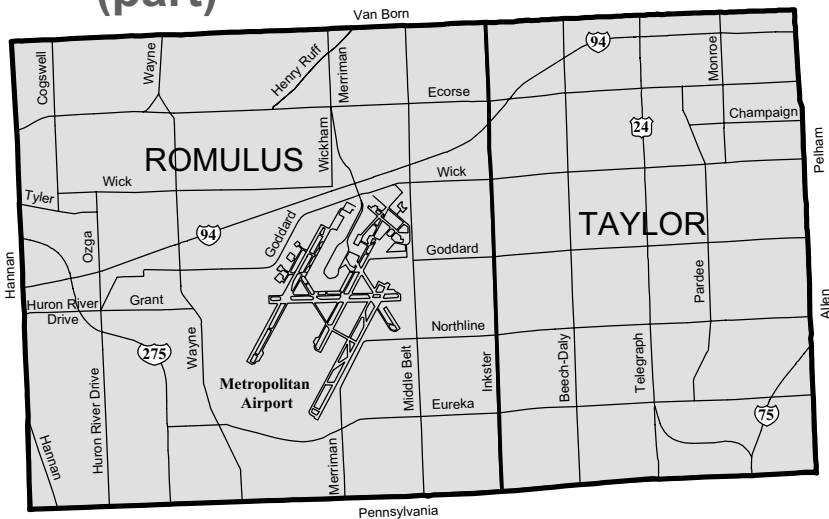 (part)
Van Born
Cogswell
Wayne
Henry Ruff
Merriman
94
Monroe
Ecorse
24
Champaign
ROMULUS
Wickham
Pelham
Wick
Wick
Tyler
TAYLOR
94
Goddard
Ozga
Goddard
Hannan
Pardee
Huron River
Drive
Grant
Allen
Northline
275
Wayne
Middle Belt
Inkster
Beech-Daly
Telegraph
Metropolitan
Airport
Eureka
75
Huron River Drive
Hannan
Merriman
Pennsylvania